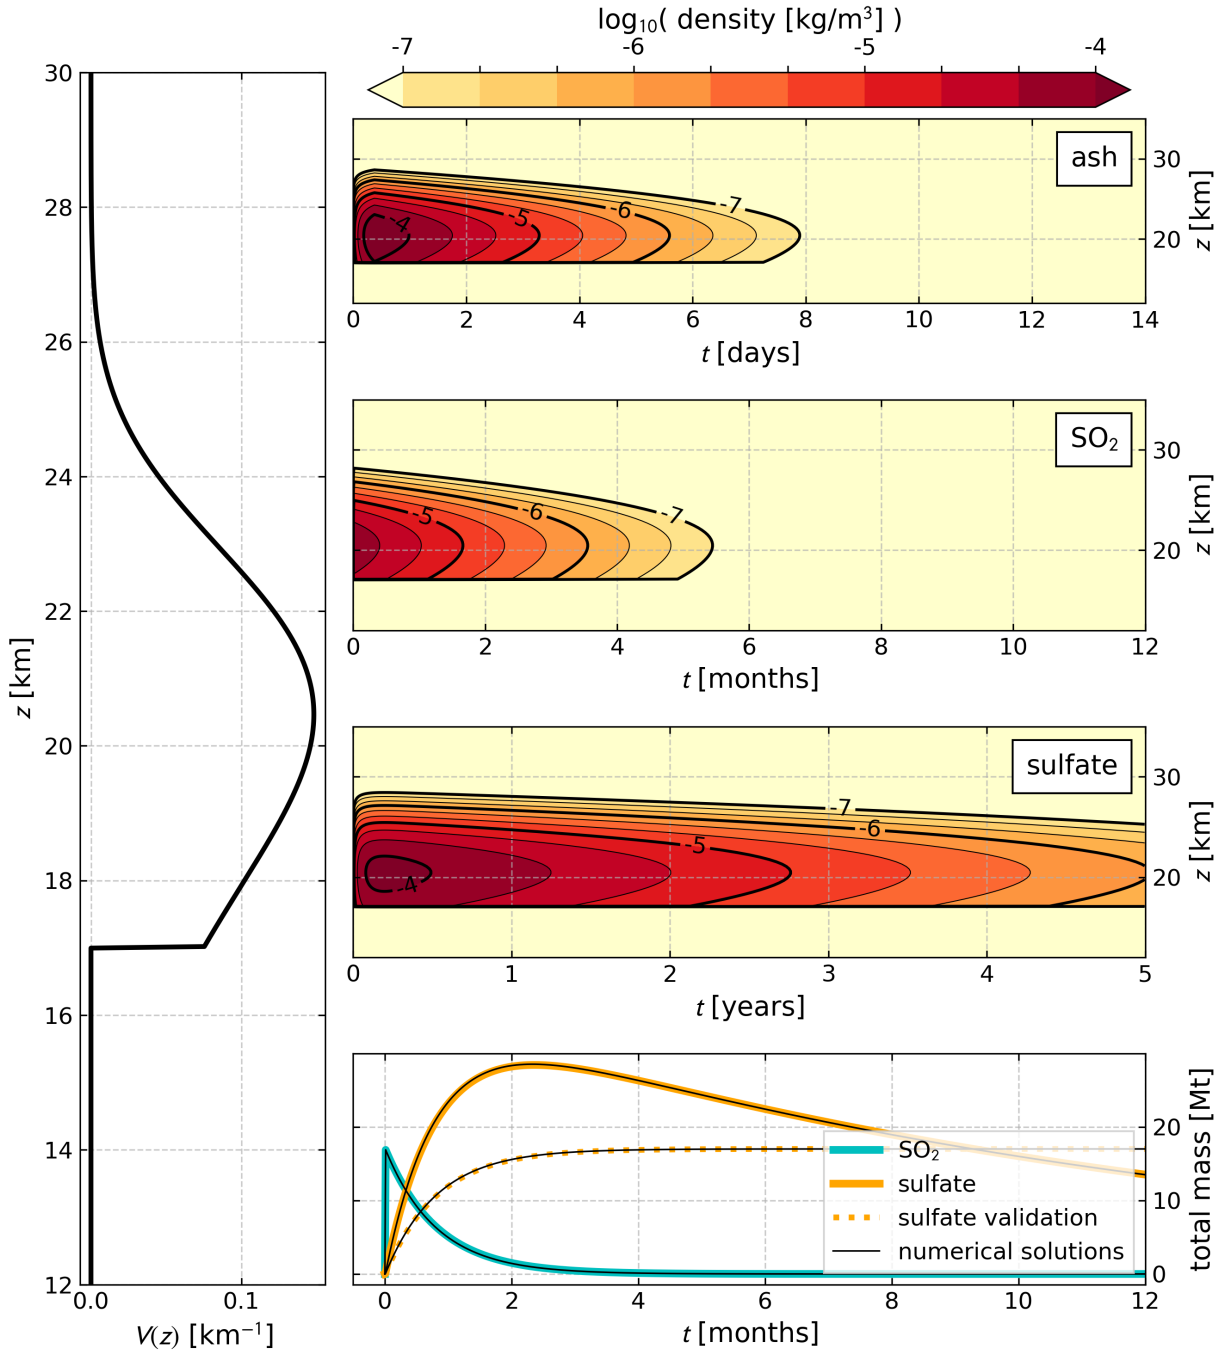 log₁₀( density [kg/m³] )
-7 -6 -5 -4
30
28
26
24
22
20
18
16
14
12
z [km]
0.0 0.1
V(z) [km⁻¹]
ash
-4 -5 -6 -7
30
20
z [km]
0 2 4 6 8 10 12 14
t [days]
SO₂
-5 -6 -7
30
20
z [km]
0 2 4 6 8 10 12
t [months]
sulfate
-4 -5 -6 -7
30
20
z [km]
0 1 2 3 4 5
t [years]
SO₂
sulfate
sulfate validation
numerical solutions
20
10
0
total mass [Mt]
0 2 4 6 8 10 12
t [months]